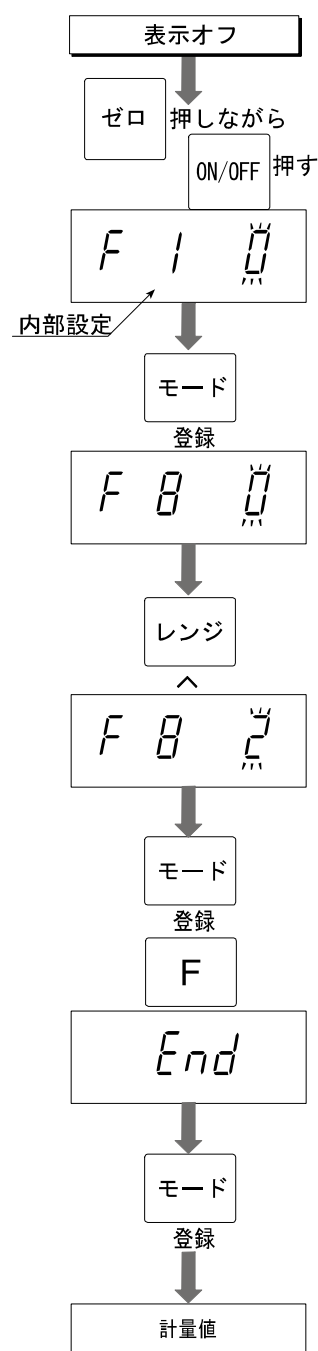 表示オフ
ゼロ 押しながら
ON/OFF 押す
F 1 0
内部設定
モード
登録
F 8 0
レンジ
^
F 8 2
モード
登録
F
End
モード
登録
計量値